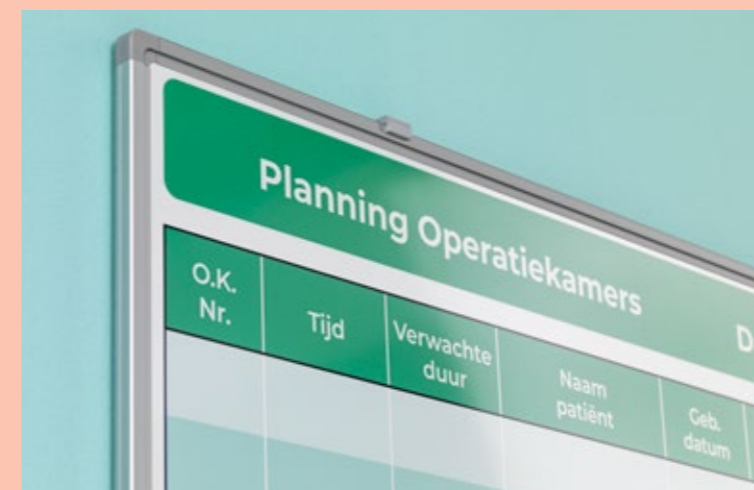 Planning Operatiekamers
O.K.
Nr.
Tijd
Verwachte
duur
Naam
patiënt
Geb.
datum